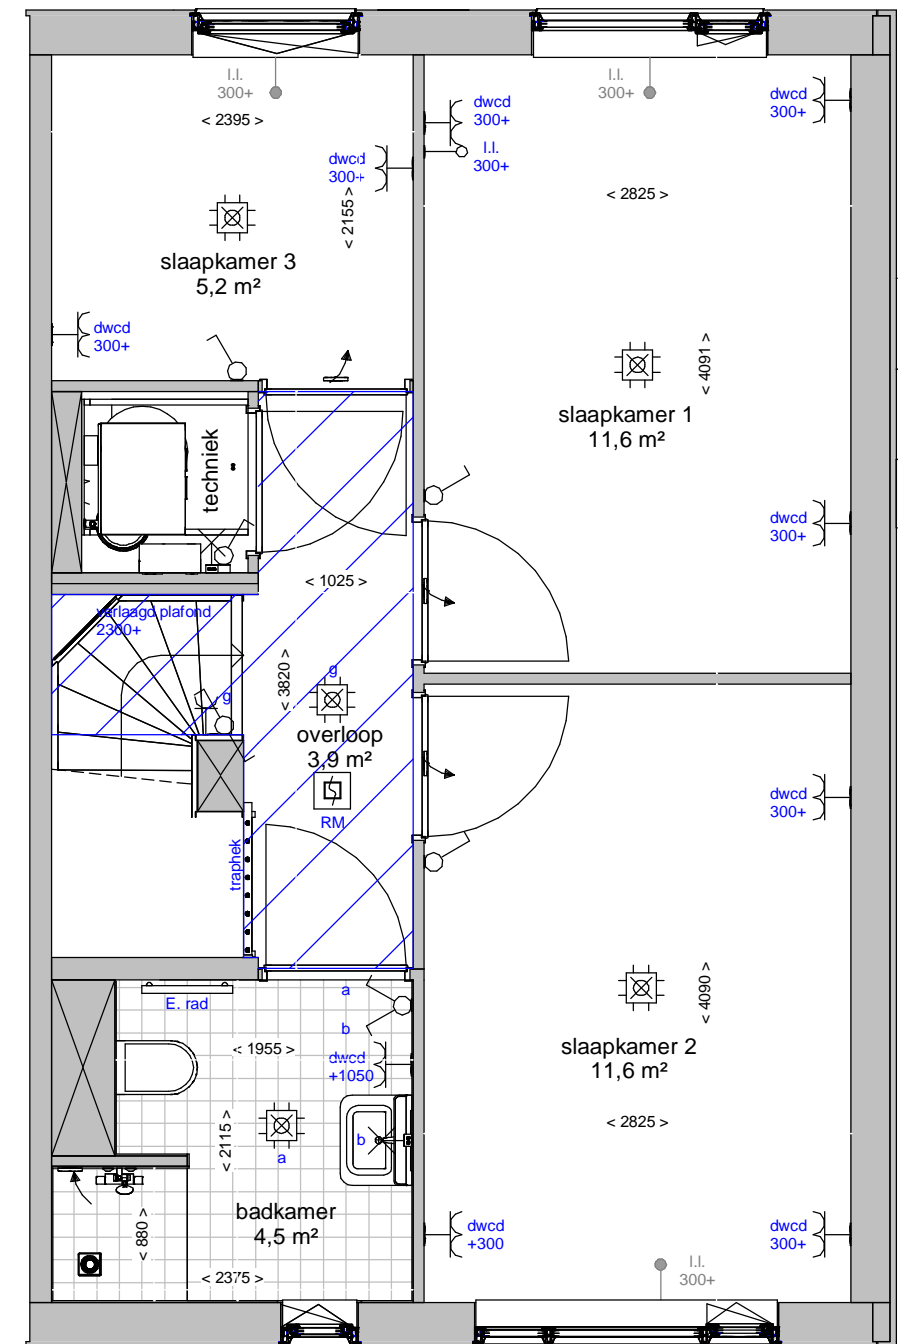 l.l.
300+
< 2395 >
dwcd
300+
< 2155 >
slaapkamer 3
5,2 m²
dwcd
300+
l.l.
300+
dwcd
300+
dwcd
300+
l.l.
300+
< 2825 >
< 4091 >
slaapkamer 1
11,6 m²
dwcd
300+
techniek
< 1025 >
verlaagd plafond
2300+
g
< 3820 >
g
overloop
3,9 m²
RM
traphek
dwcd
300+
< 4090 >
slaapkamer 2
11,6 m²
< 2825 >
dwcd
+300
dwcd
300+
l.l.
300+
E. rad
a
b
< 1955 >
dwcd
+1050
< 2115 >
b
a
badkamer
4,5 m²
< 880 >
< 2375 >